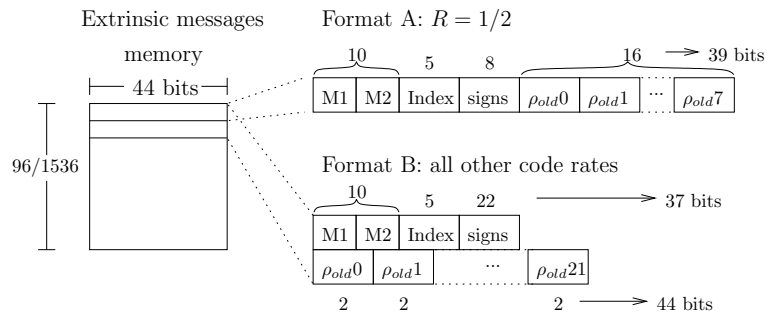 Extrinsic messages
memory
44 bits
96/1536
Format A: R = 1/2
10 5 8 16 39 bits
M1 M2 Index signs ρold0 ρold1 ... ρold7
Format B: all other code rates
10 5 22 37 bits
M1 M2 Index signs
ρold0 ρold1 ... ρold21
2 2 2 44 bits